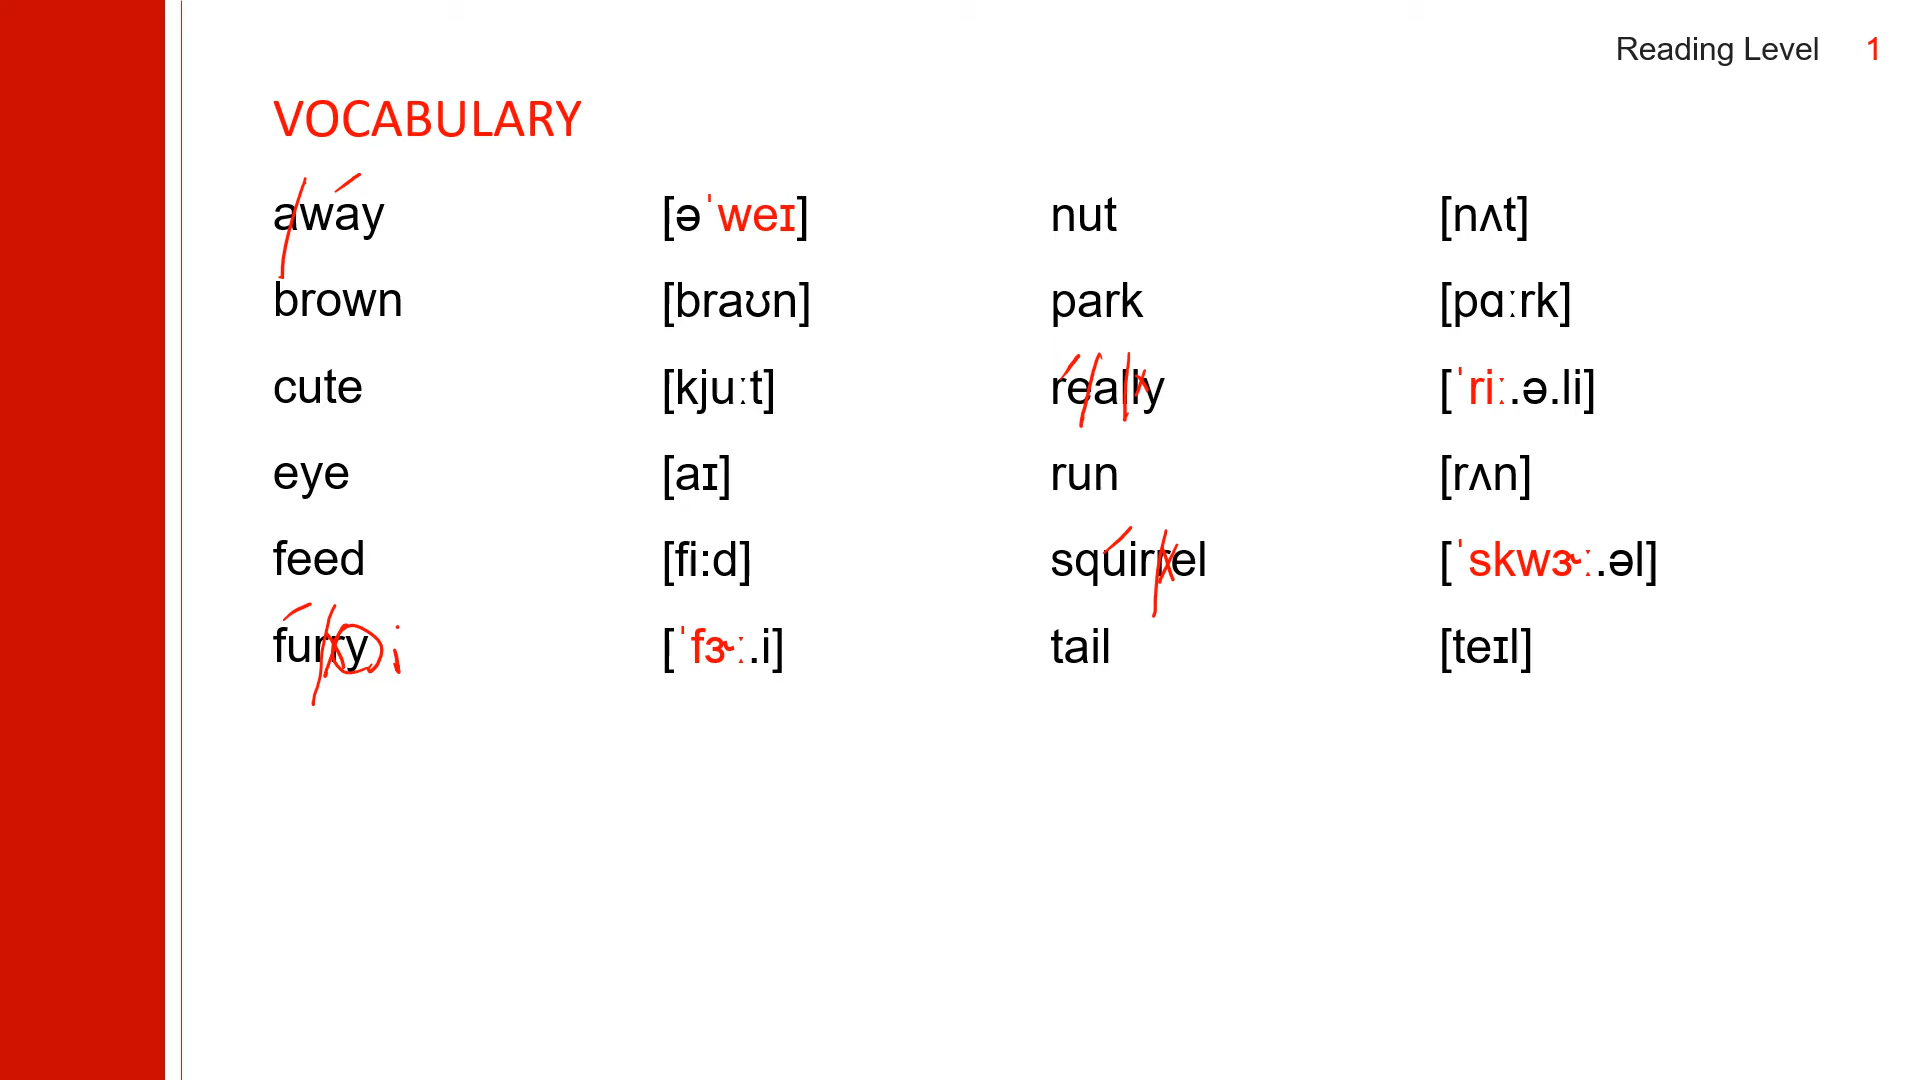 Reading Level 1
VOCABULARY
away [əˈweɪ] nut [nʌt]
brown [braʊn] park [pɑːrk]
cute [kjuːt] really [ˈriː.ə.li]
eye [aɪ] run [rʌn]
feed [fi:d] squirrel [ˈskwɝː.əl]
furry i [ˈfɝː.i] tail [teɪl]